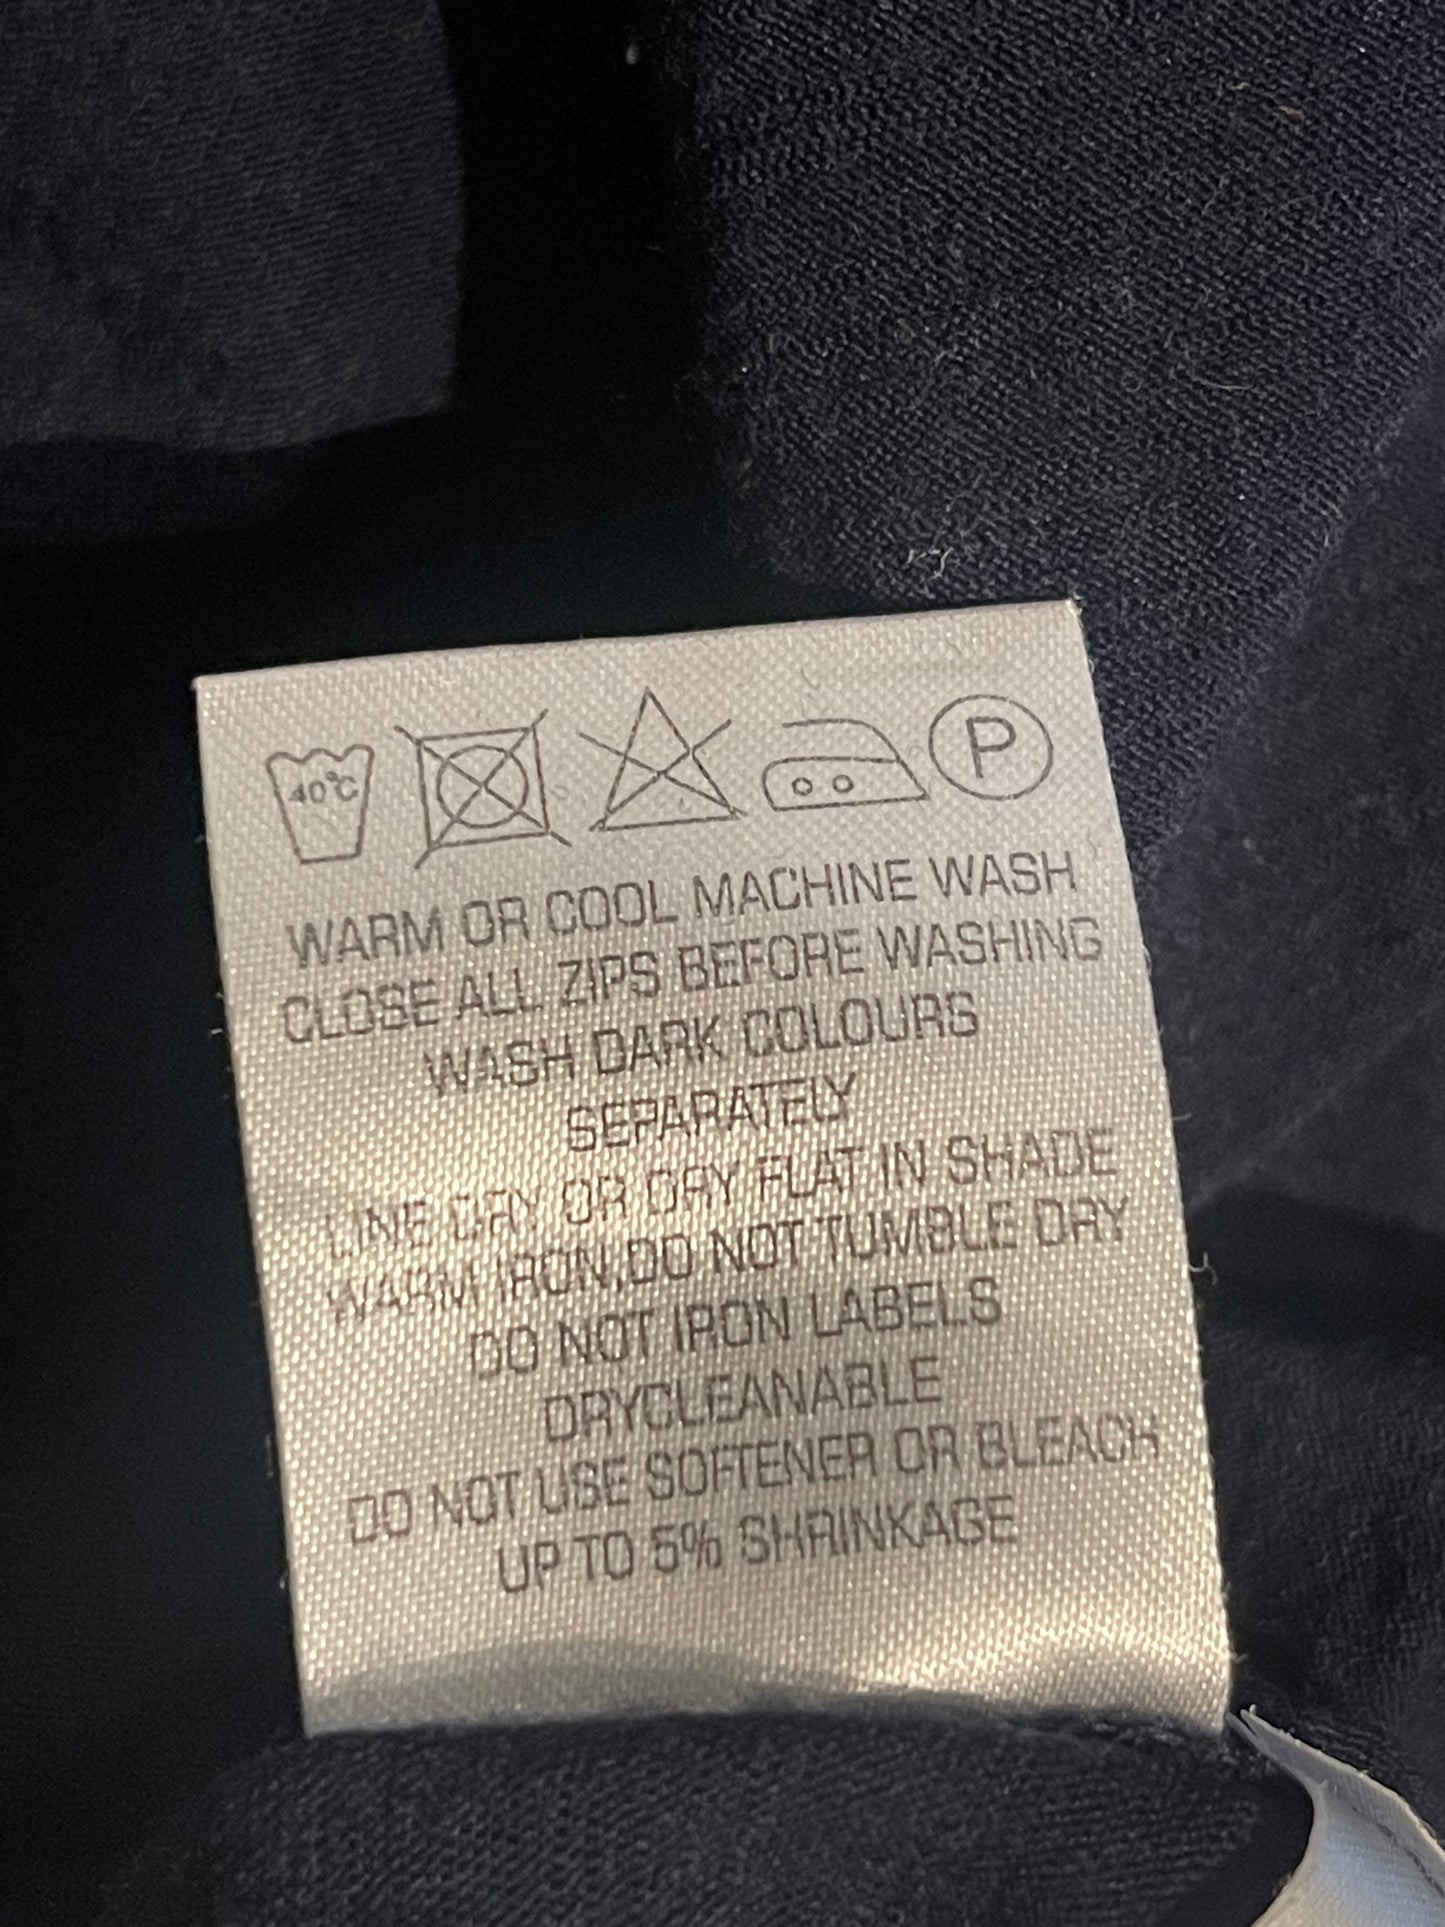 40°C P
WARM OR COOL MACHINE WASH
CLOSE ALL ZIPS BEFORE WASHING
WASH DARK COLOURS
SEPARATELY
LINE DRY OR DRY FLAT IN SHADE
WARM IRON,DO NOT TUMBLE DRY
DO NOT IRON LABELS
DRYCLEANABLE
DO NOT USE SOFTENER OR BLEACH
UP TO 5% SHRINKAGE